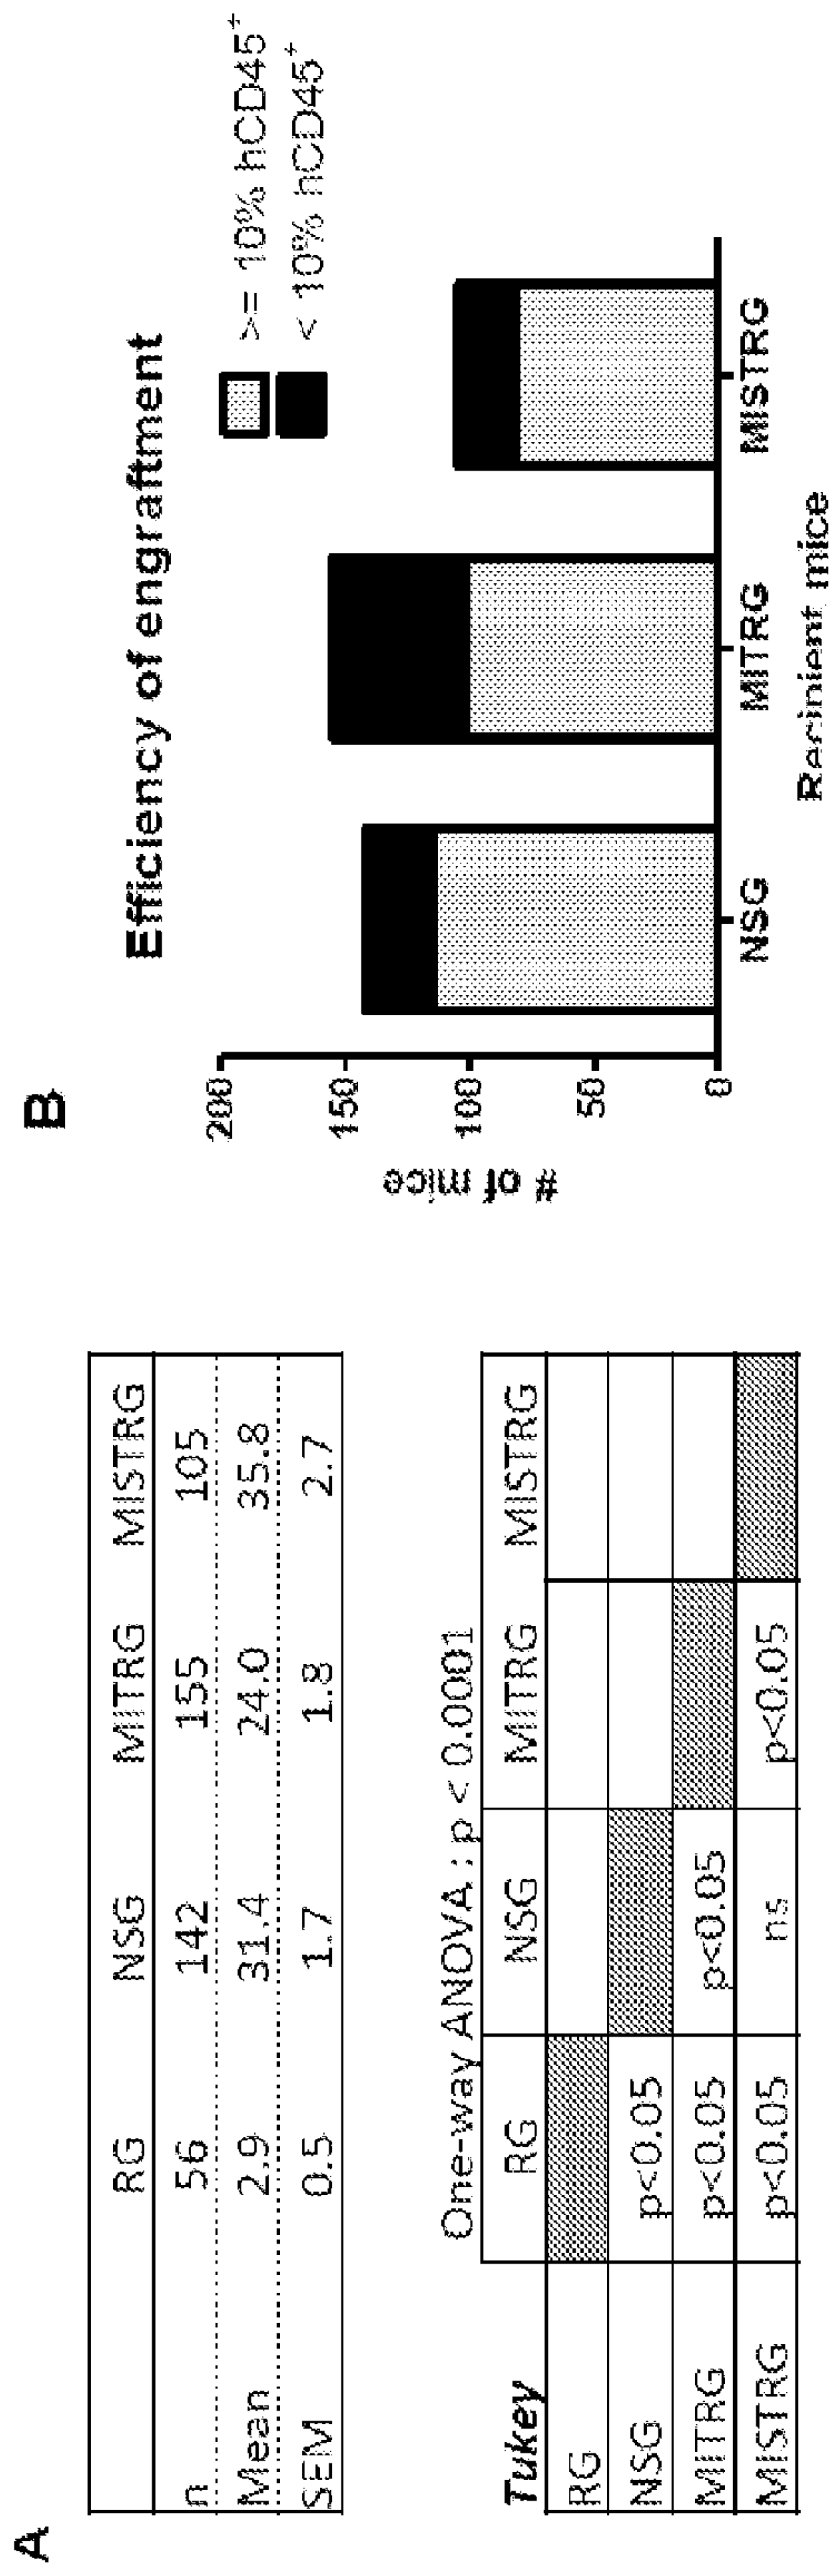 A
RG NSG MITRG MISTRG
n 56 142 155 105
Mean 2.9 31.4 24.0 35.8
SEM 0.5 1.7 1.8 2.7
One-way ANOVA : p < 0.0001
Tukey RG NSG MITRG MISTRG
RG
NSG p<0.05
MITRG p<0.05 p<0.05
MISTRG p<0.05 ns p<0.05
B
Efficiency of engraftment
>= 10% hCD45+
< 10% hCD45+
# of mice
200
150
100
50
0
NSG MITRG MISTRG
Recipient mice